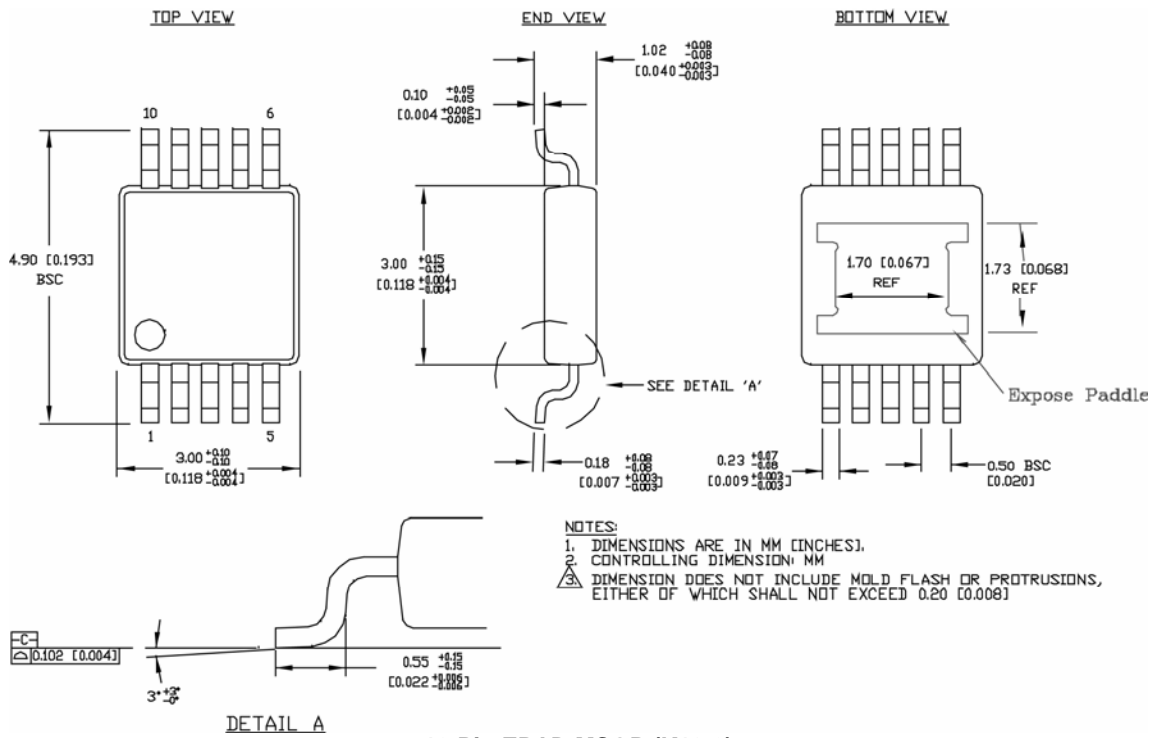 TOP VIEW
END VIEW
BOTTOM VIEW
1.02 +0.08 -0.08
[0.040 +0.003 -0.003]
0.10 +0.05 -0.05
[0.004 +0.002 -0.002]
10
6
4.90 [0.193]
BSC
3.00 +0.15 -0.15
[0.118 +0.004 -0.004]
1.70 [0.067]
REF
1.73 [0.068]
REF
SEE DETAIL 'A'
Expose Paddle
1
5
3.00 +0.10 -0.10
[0.118 +0.004 -0.004]
0.18 +0.08 -0.08
[0.007 +0.003 -0.003]
0.23 +0.07 -0.08
[0.009 +0.003 -0.003]
0.50 BSC
[0.020]
NOTES:
1. DIMENSIONS ARE IN MM [INCHES].
2. CONTROLLING DIMENSION: MM
3. DIMENSION DOES NOT INCLUDE MOLD FLASH OR PROTRUSIONS,
EITHER OF WHICH SHALL NOT EXCEED 0.20 [0.008]
-C-
0.102 [0.004]
3° +3° -0°
0.55 +0.15 -0.15
[0.022 +0.006 -0.006]
DETAIL A